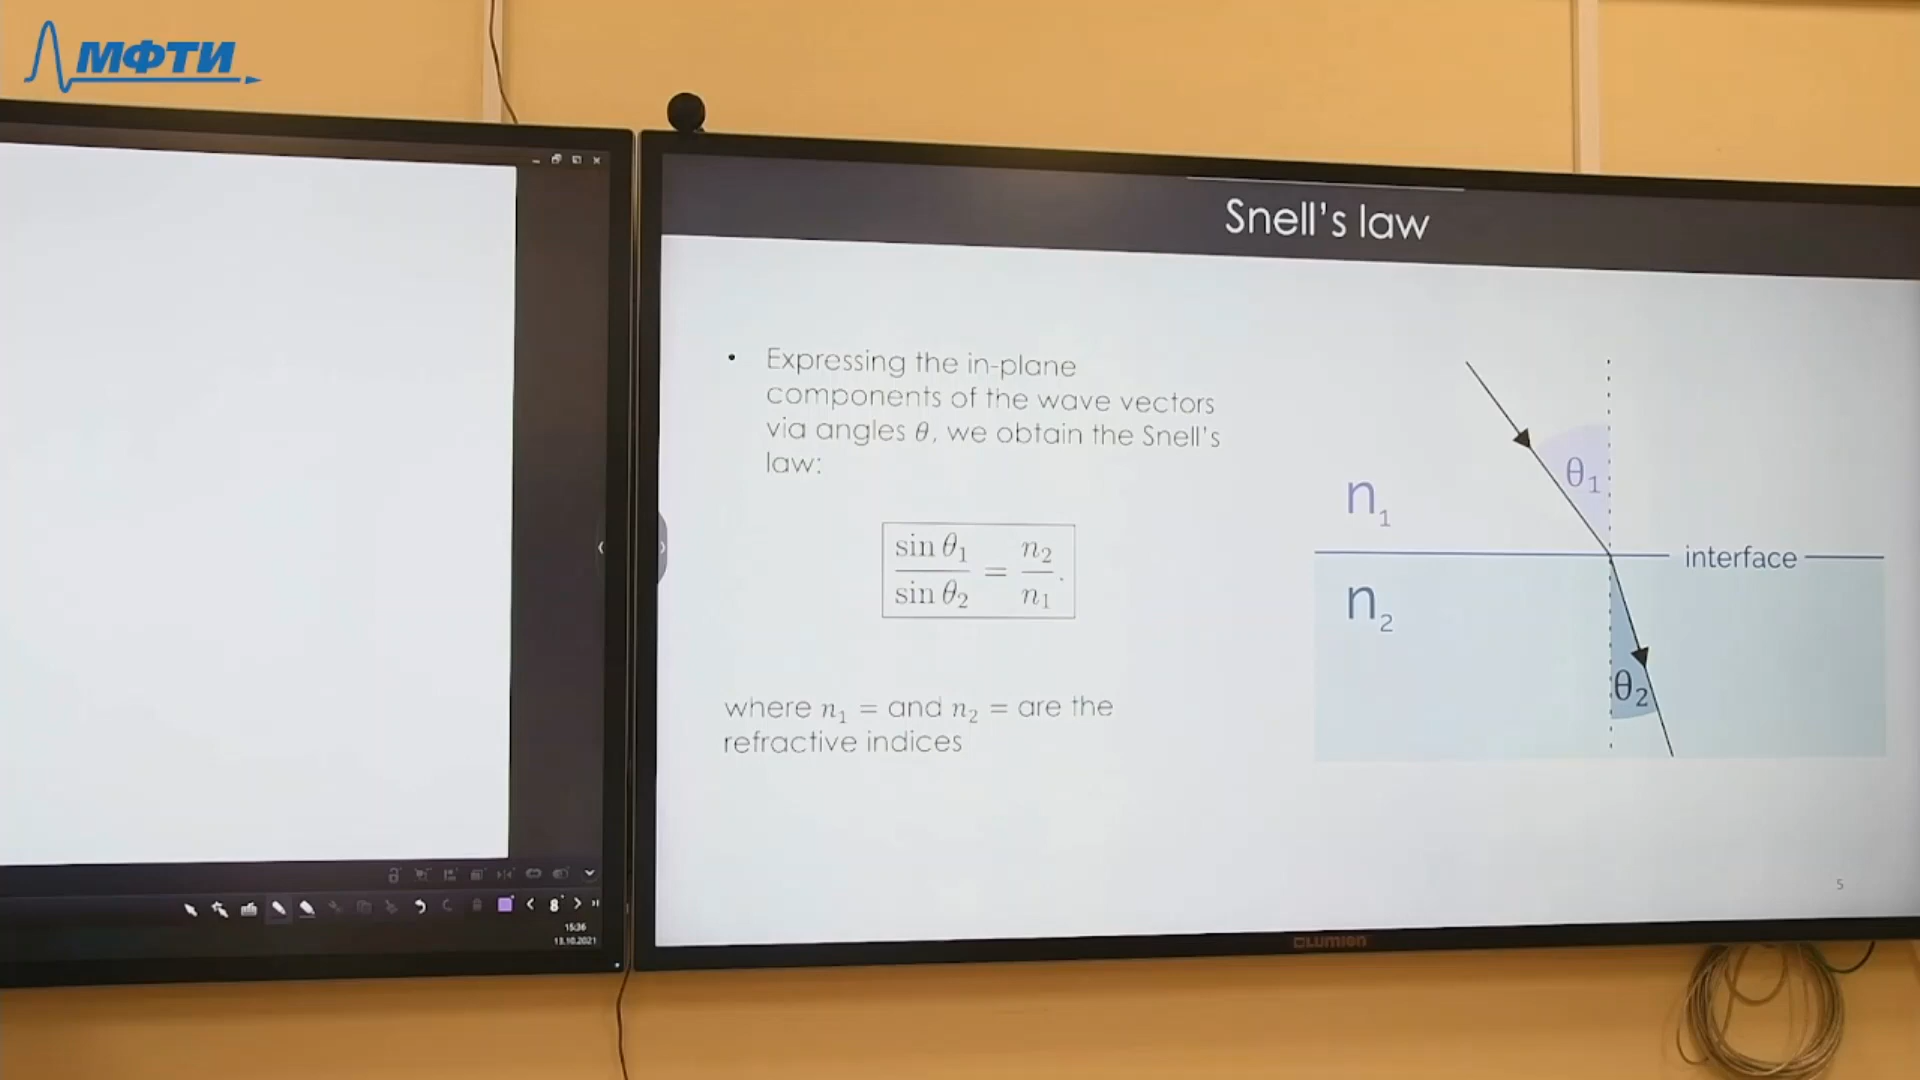 МФТИ
Snell's law
• Expressing the in-plane
components of the wave vectors
via angles θ, we obtain the Snell's
law:
sin θ₁ / sin θ₂ = n₂ / n₁.
where n₁ = and n₂ = are the
refractive indices
n₁
θ₁
interface
n₂
θ₂
5
8
15:36
13.10.2021
Lumien